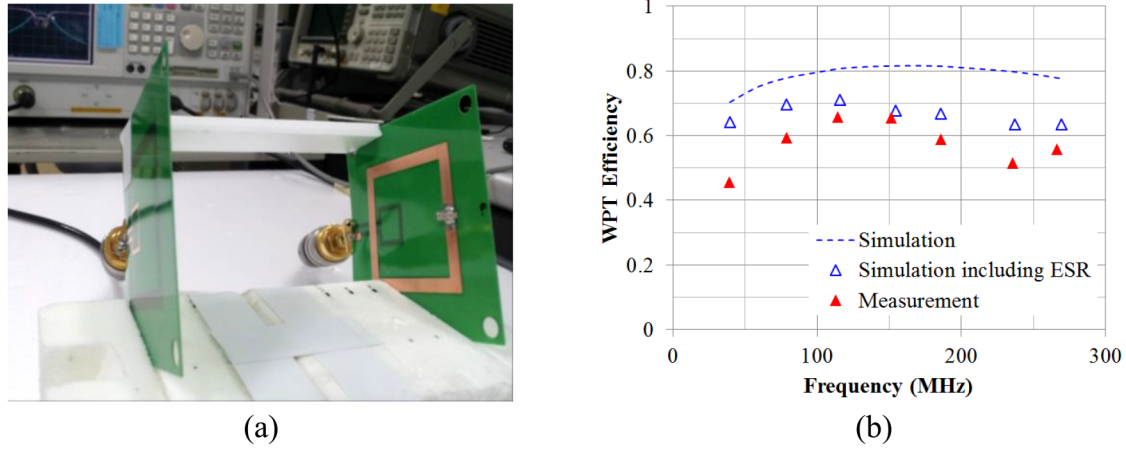 1
0.8
0.6
0.4
0.2
0
WPT Efficiency
Simulation
Simulation including ESR
Measurement
0 100 200 300
Frequency (MHz)
(a) (b)